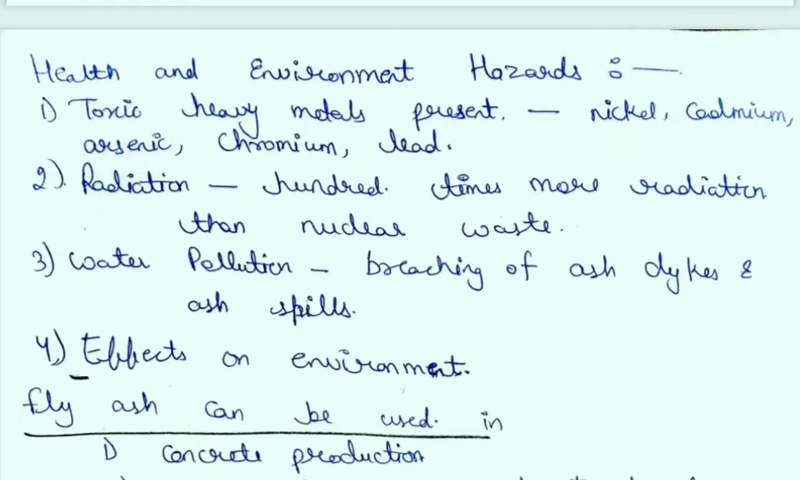 Health and Environment Hazards :—
1) Toxic heavy metals present. — nickel, Cadmium,
arsenic, Chromium, lead.
2). Radiation — hundred. times more radiation
than nuclear waste.
3) Water Pollution — breaching of ash dykes &
ash spills.
4) Effects on environment.
Fly ash can be used in
1) Concrete production